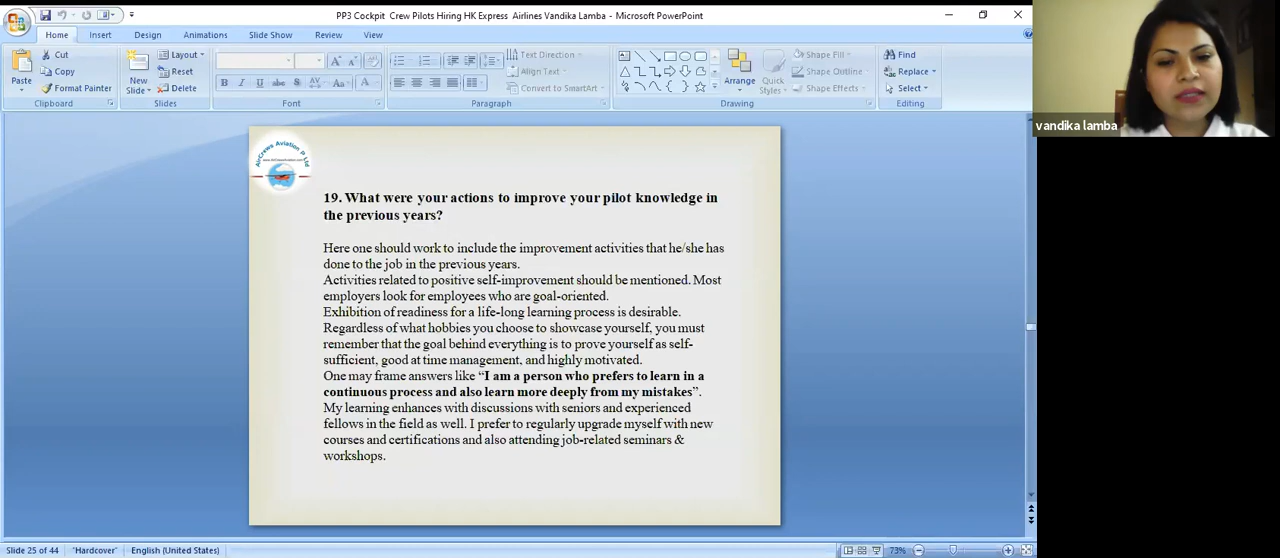 PP3 Cockpit Crew Pilots Hiring HK Express Airlines Vandika Lamba - Microsoft PowerPoint
Home Insert Design Animations Slide Show Review View
Cut
Copy
Format Painter
Paste
Clipboard
New
Slide
Layout
Reset
Delete
Slides
B I U abc S AV Aa A
Font
Text Direction
Align Text
Convert to SmartArt
Paragraph
Arrange
Quick
Styles
Shape Fill
Shape Outline
Shape Effects
Drawing
Find
Replace
Select
Editing
vandika lamba
AirCrews Aviation P Ltd
www.AirCrewsAviation.com
19. What were your actions to improve your pilot knowledge in
the previous years?
Here one should work to include the improvement activities that he/she has
done to the job in the previous years.
Activities related to positive self-improvement should be mentioned. Most
employers look for employees who are goal-oriented.
Exhibition of readiness for a life-long learning process is desirable.
Regardless of what hobbies you choose to showcase yourself, you must
remember that the goal behind everything is to prove yourself as self-
sufficient, good at time management, and highly motivated.
One may frame answers like “I am a person who prefers to learn in a
continuous process and also learn more deeply from my mistakes”.
My learning enhances with discussions with seniors and experienced
fellows in the field as well. I prefer to regularly upgrade myself with new
courses and certifications and also attending job-related seminars &
workshops.
Slide 25 of 44 "Hardcover" English (United States) 73%